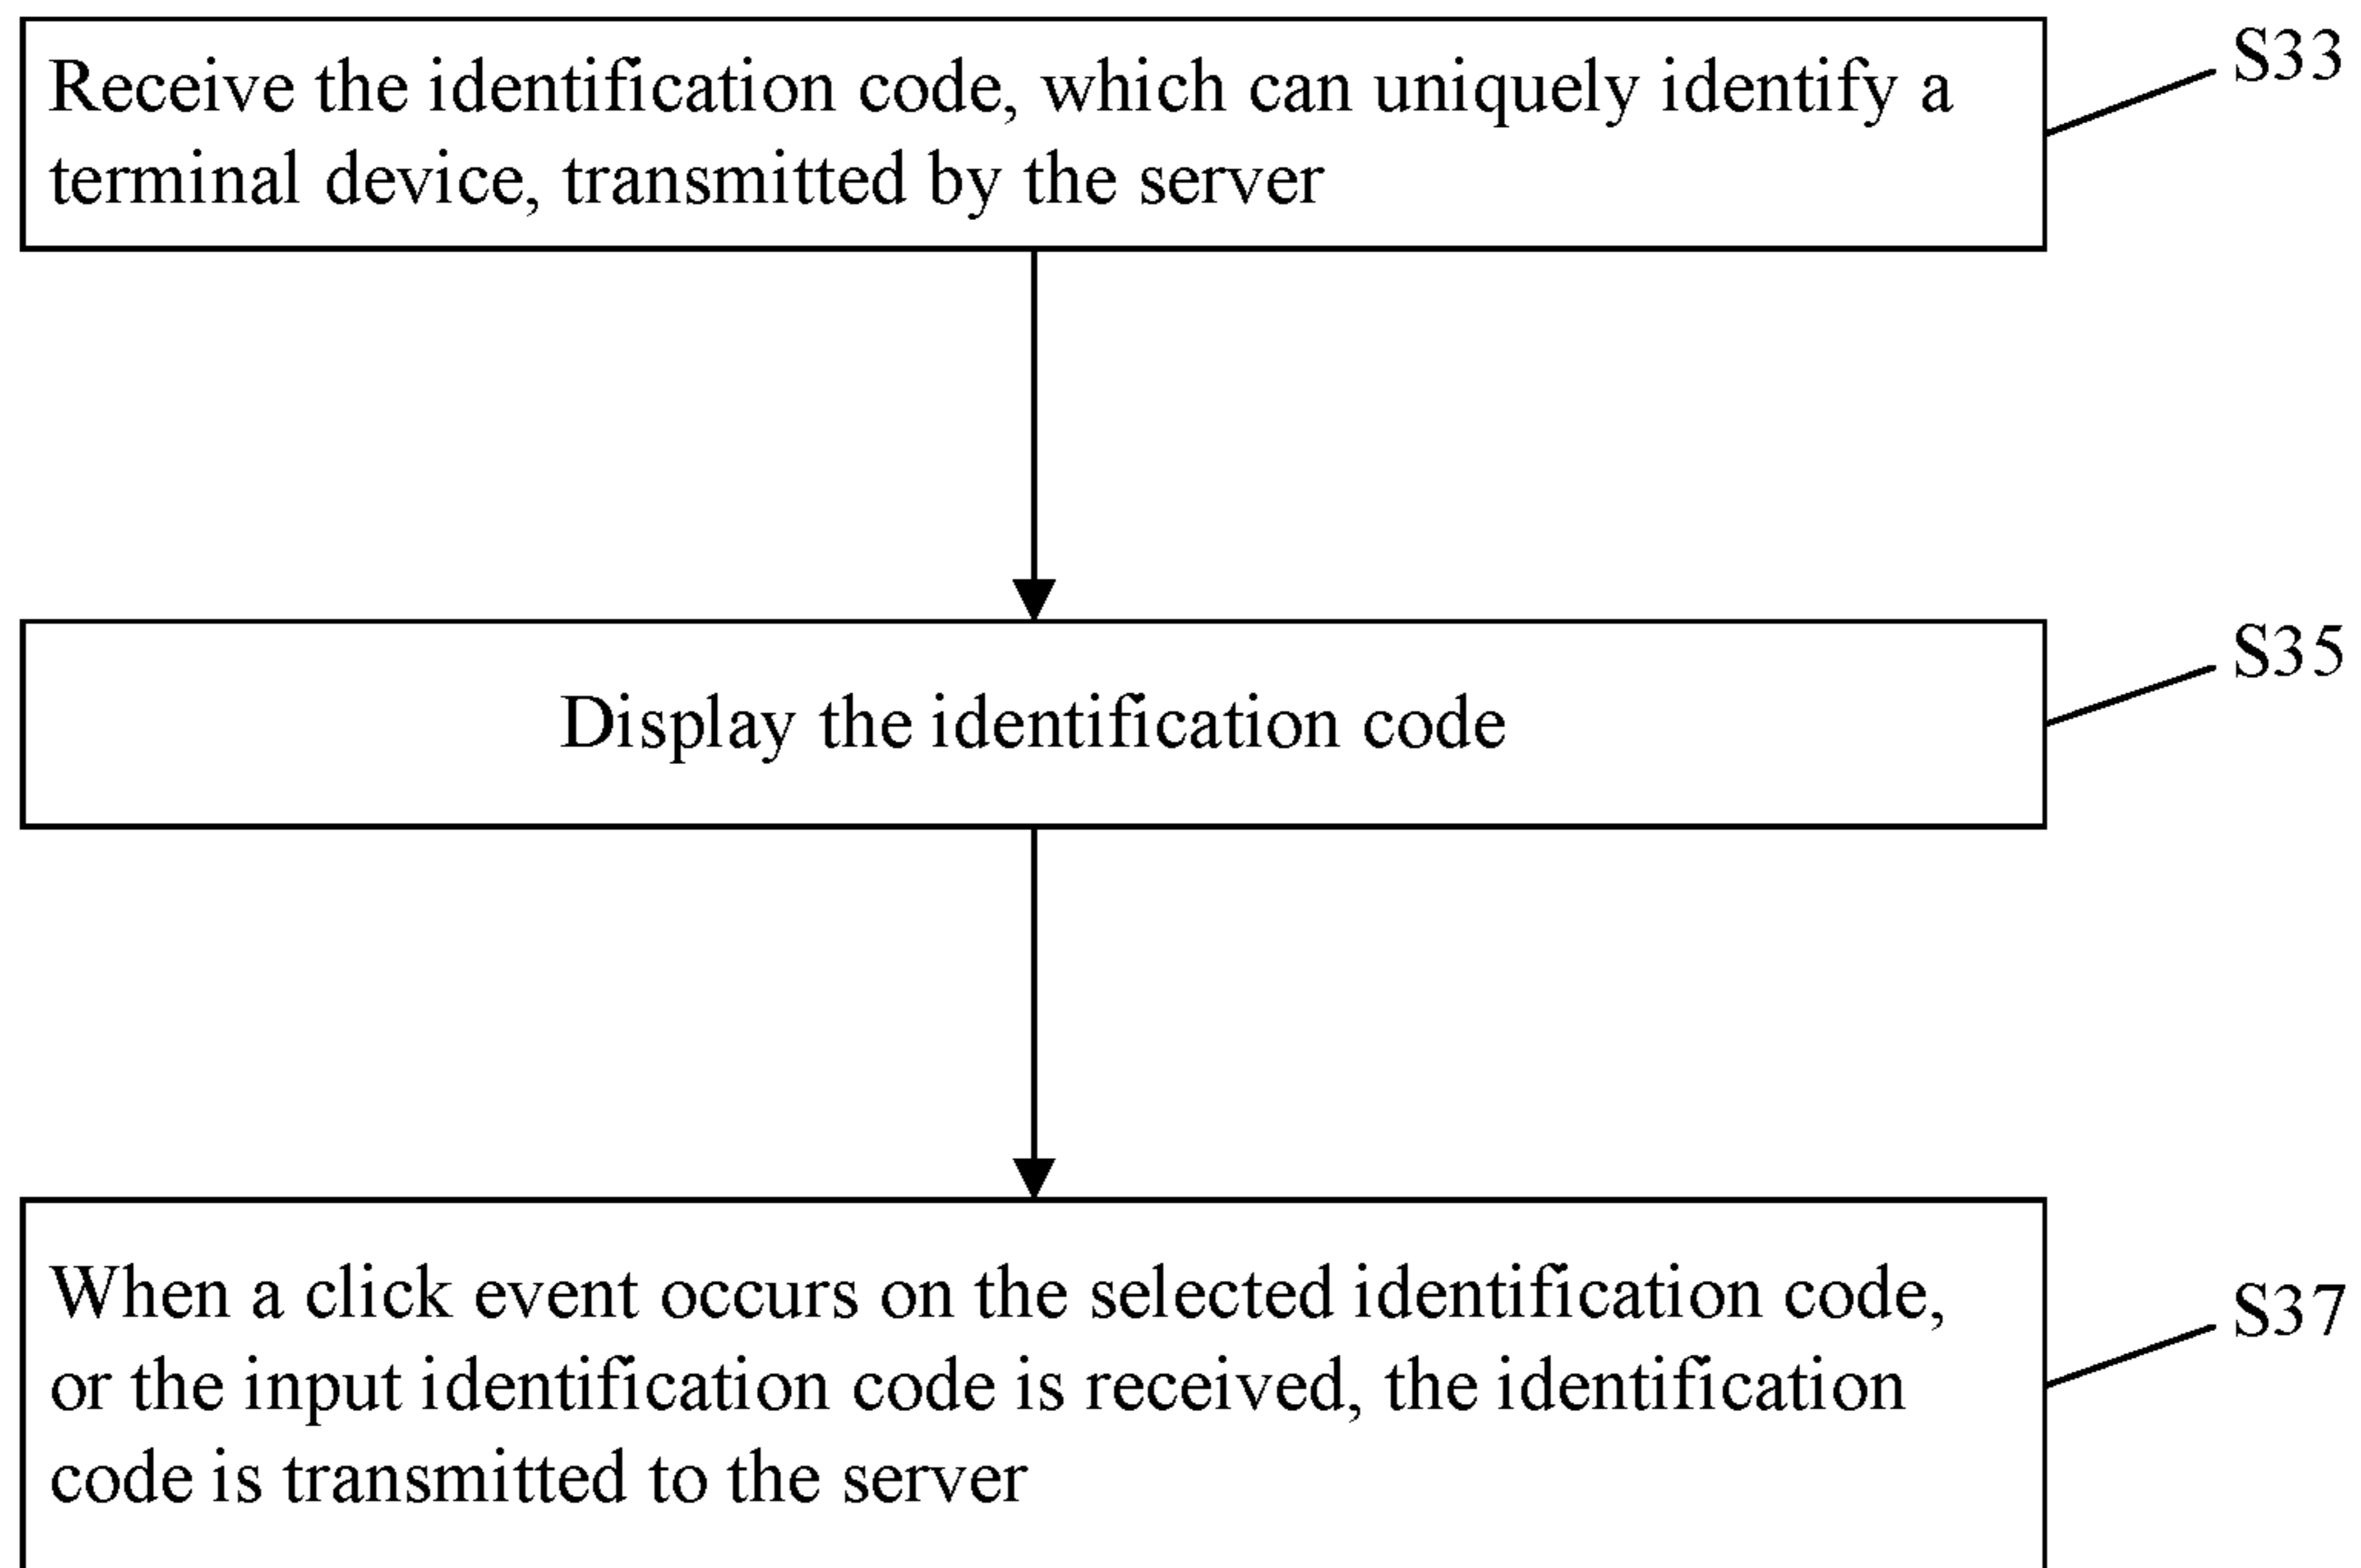 Receive the identification code, which can uniquely identify a
terminal device, transmitted by the server
S33
Display the identification code
S35
When a click event occurs on the selected identification code,
or the input identification code is received, the identification
code is transmitted to the server
S37